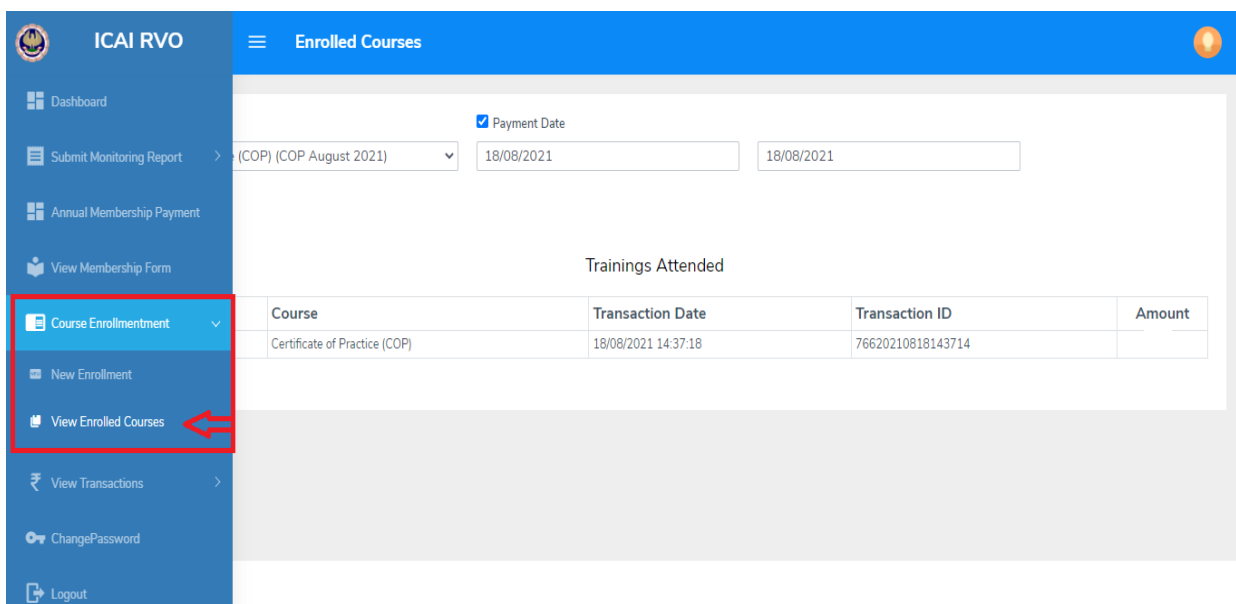 ICAI RVO
Enrolled Courses
Dashboard
Submit Monitoring Report
Annual Membership Payment
View Membership Form
Course Enrollmentment
New Enrollment
View Enrolled Courses
View Transactions
ChangePassword
Logout
Payment Date
(COP) (COP August 2021) 18/08/2021 18/08/2021
Trainings Attended
Course Transaction Date Transaction ID Amount
Certificate of Practice (COP) 18/08/2021 14:37:18 76620210818143714